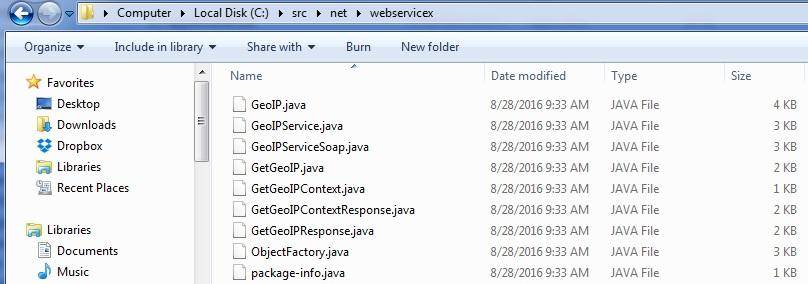 Computer Local Disk (C:) src net webservicex
Organize Include in library Share with Burn New folder
Favorites
Desktop
Downloads
Dropbox
Libraries
Recent Places
Libraries
Documents
Music
Name Date modified Type Size
GeoIP.java 8/28/2016 9:33 AM JAVA File 4 KB
GeoIPService.java 8/28/2016 9:33 AM JAVA File 3 KB
GeoIPServiceSoap.java 8/28/2016 9:33 AM JAVA File 3 KB
GetGeoIP.java 8/28/2016 9:33 AM JAVA File 2 KB
GetGeoIPContext.java 8/28/2016 9:33 AM JAVA File 1 KB
GetGeoIPContextResponse.java 8/28/2016 9:33 AM JAVA File 2 KB
GetGeoIPResponse.java 8/28/2016 9:33 AM JAVA File 2 KB
ObjectFactory.java 8/28/2016 9:33 AM JAVA File 3 KB
package-info.java 8/28/2016 9:33 AM JAVA File 1 KB